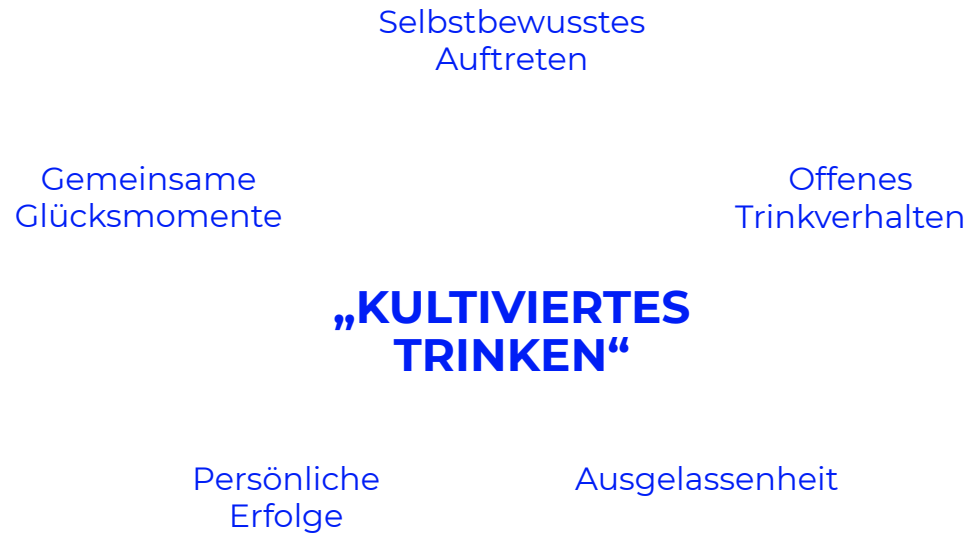 Selbstbewusstes
Auftreten
Gemeinsame
Glücksmomente
Offenes
Trinkverhalten
„KULTIVIERTES
TRINKEN“
Persönliche
Erfolge
Ausgelassenheit